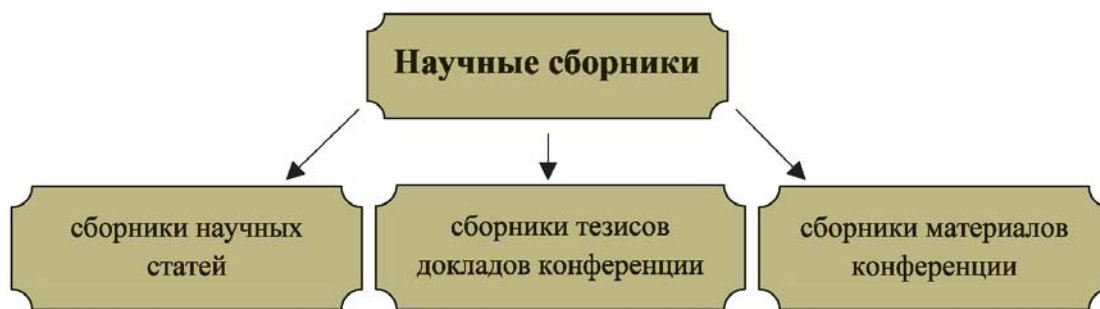 Научные сборники
сборники научных
статей
сборники тезисов
докладов конференции
сборники материалов
конференции